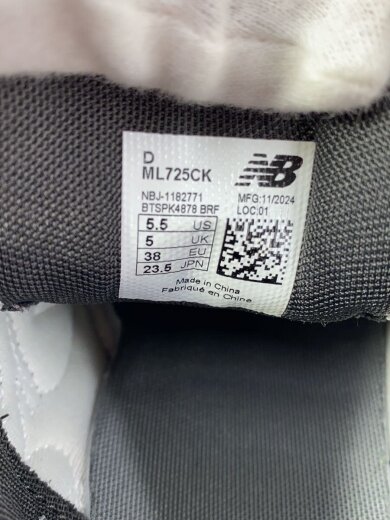 D
ML725CK
NB
NBJ-1182771
BTSPK4878 BRF
MFG:11/2024
LOC:01
5.5 US
5 UK
38 EU
23.5 JPN
Made in China
Fabriqué en Chine